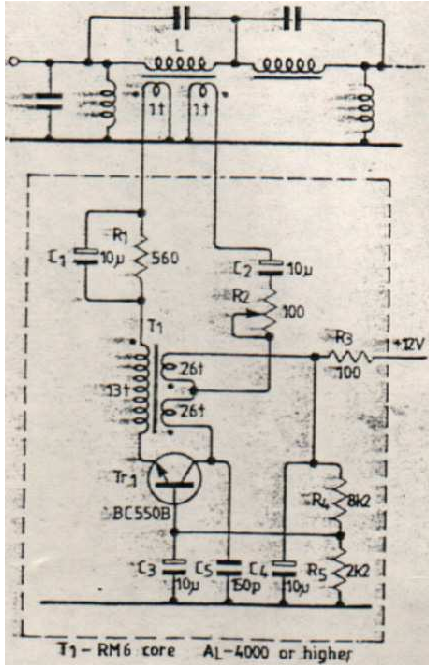 L
1t 1t
R1
C1 10µ 560
C2 10µ
R2
100
T1
R3
+12V
100
13t 26t
26t
Tr1
BC550B
R4 8k2
C3 C5 C4 R5 2k2
10µ 150p 10µ
T1 - RM6 core AL-4000 or higher